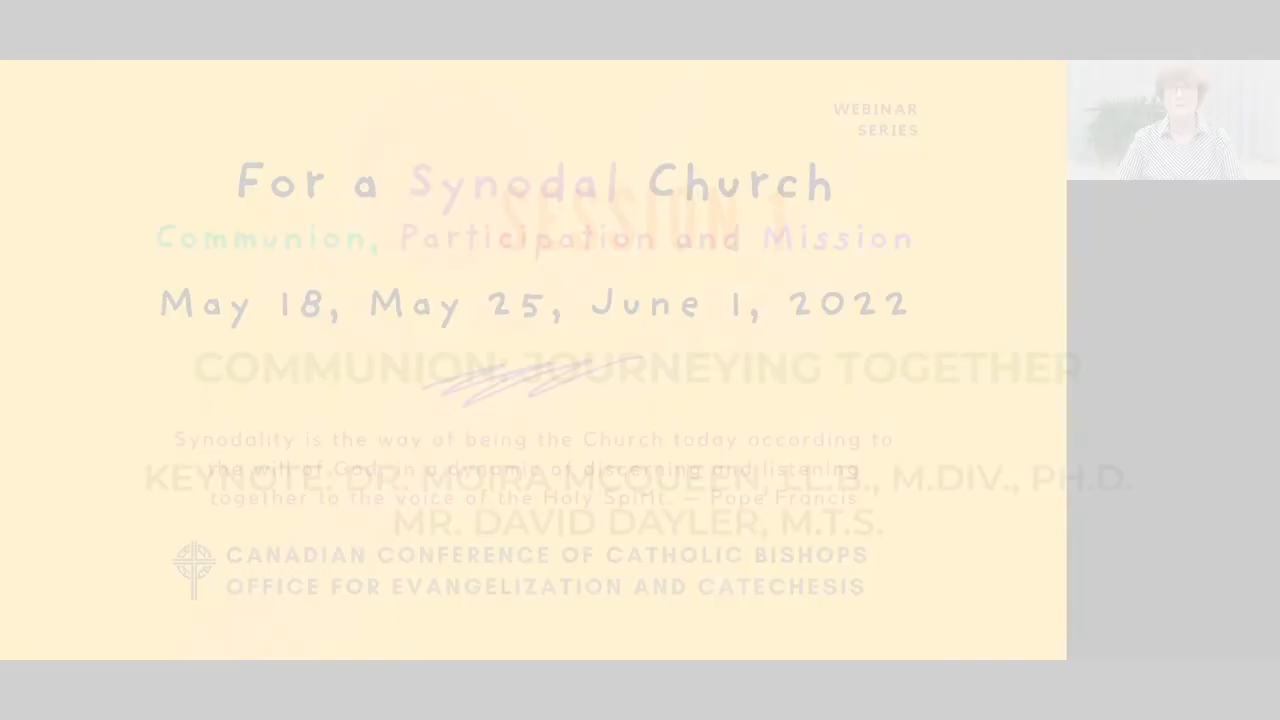 WEBINAR
SERIES
For a Synodal Church
SESSION 1
Communion, Participation and Mission
May 18, May 25, June 1, 2022
COMMUNION: JOURNEYING TOGETHER
Synodality is the way of being the Church today according to
the will of God, in a dynamic of discerning and listening
together to the voice of the Holy Spirit. — Pope Francis
KEYNOTE: DR. MOIRA MCQUEEN, LL.B., M.DIV., PH.D.
MR. DAVID DAYLER, M.T.S.
CANADIAN CONFERENCE OF CATHOLIC BISHOPS
OFFICE FOR EVANGELIZATION AND CATECHESIS